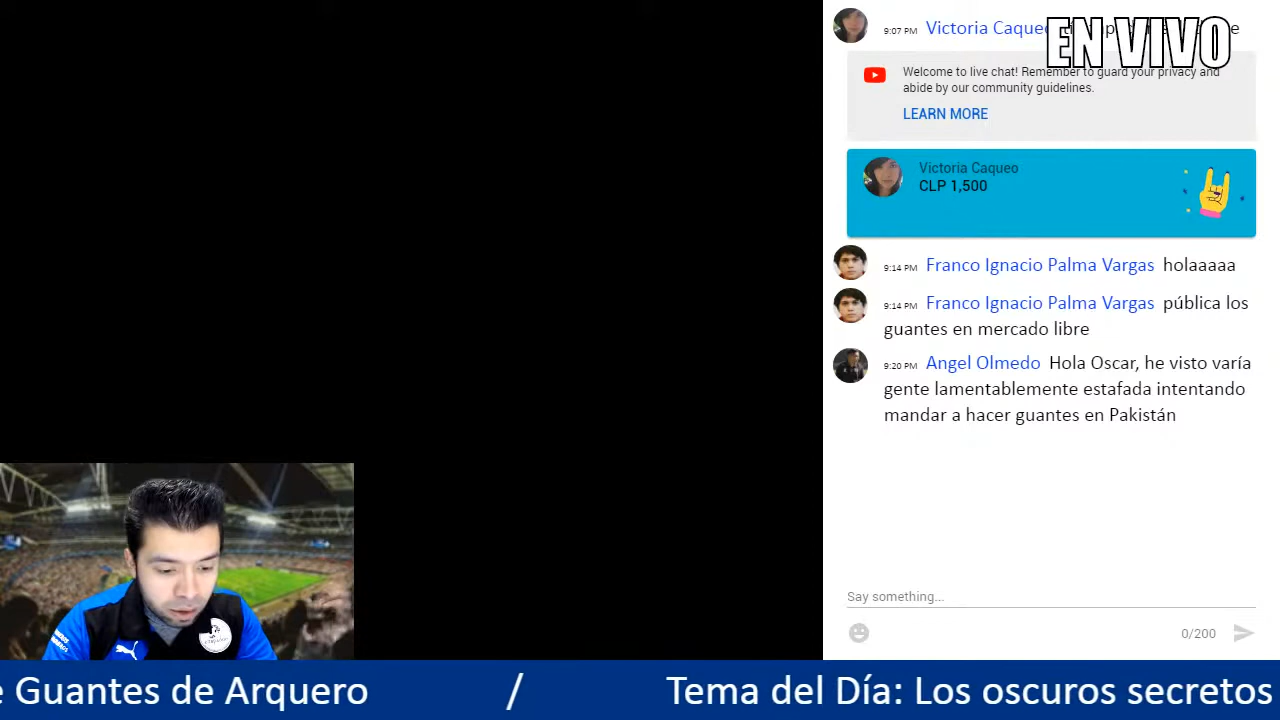 9:07 PM Victoria Caqueo
EN VIVO
Welcome to live chat! Remember to guard your privacy and
abide by our community guidelines.
LEARN MORE
Victoria Caqueo
CLP 1,500
9:14 PM Franco Ignacio Palma Vargas holaaaaa
9:14 PM Franco Ignacio Palma Vargas pública los
guantes en mercado libre
9:20 PM Angel Olmedo Hola Oscar, he visto varía
gente lamentablemente estafada intentando
mandar a hacer guantes en Pakistán
Say something...
0/200
e Guantes de Arquero / Tema del Día: Los oscuros secretos